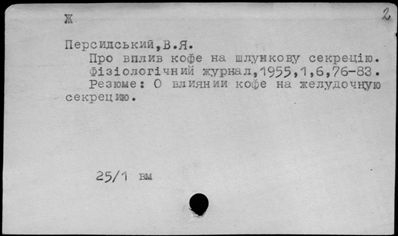 Ж
2
Персидський,В.Я.
Про вплив кофе на шлункову секрецію.
Фізіологічний журнал,1955,1,6,76-83.
Резюме: О влиянии кофе на желудочную
секрецию.
25/1 вм